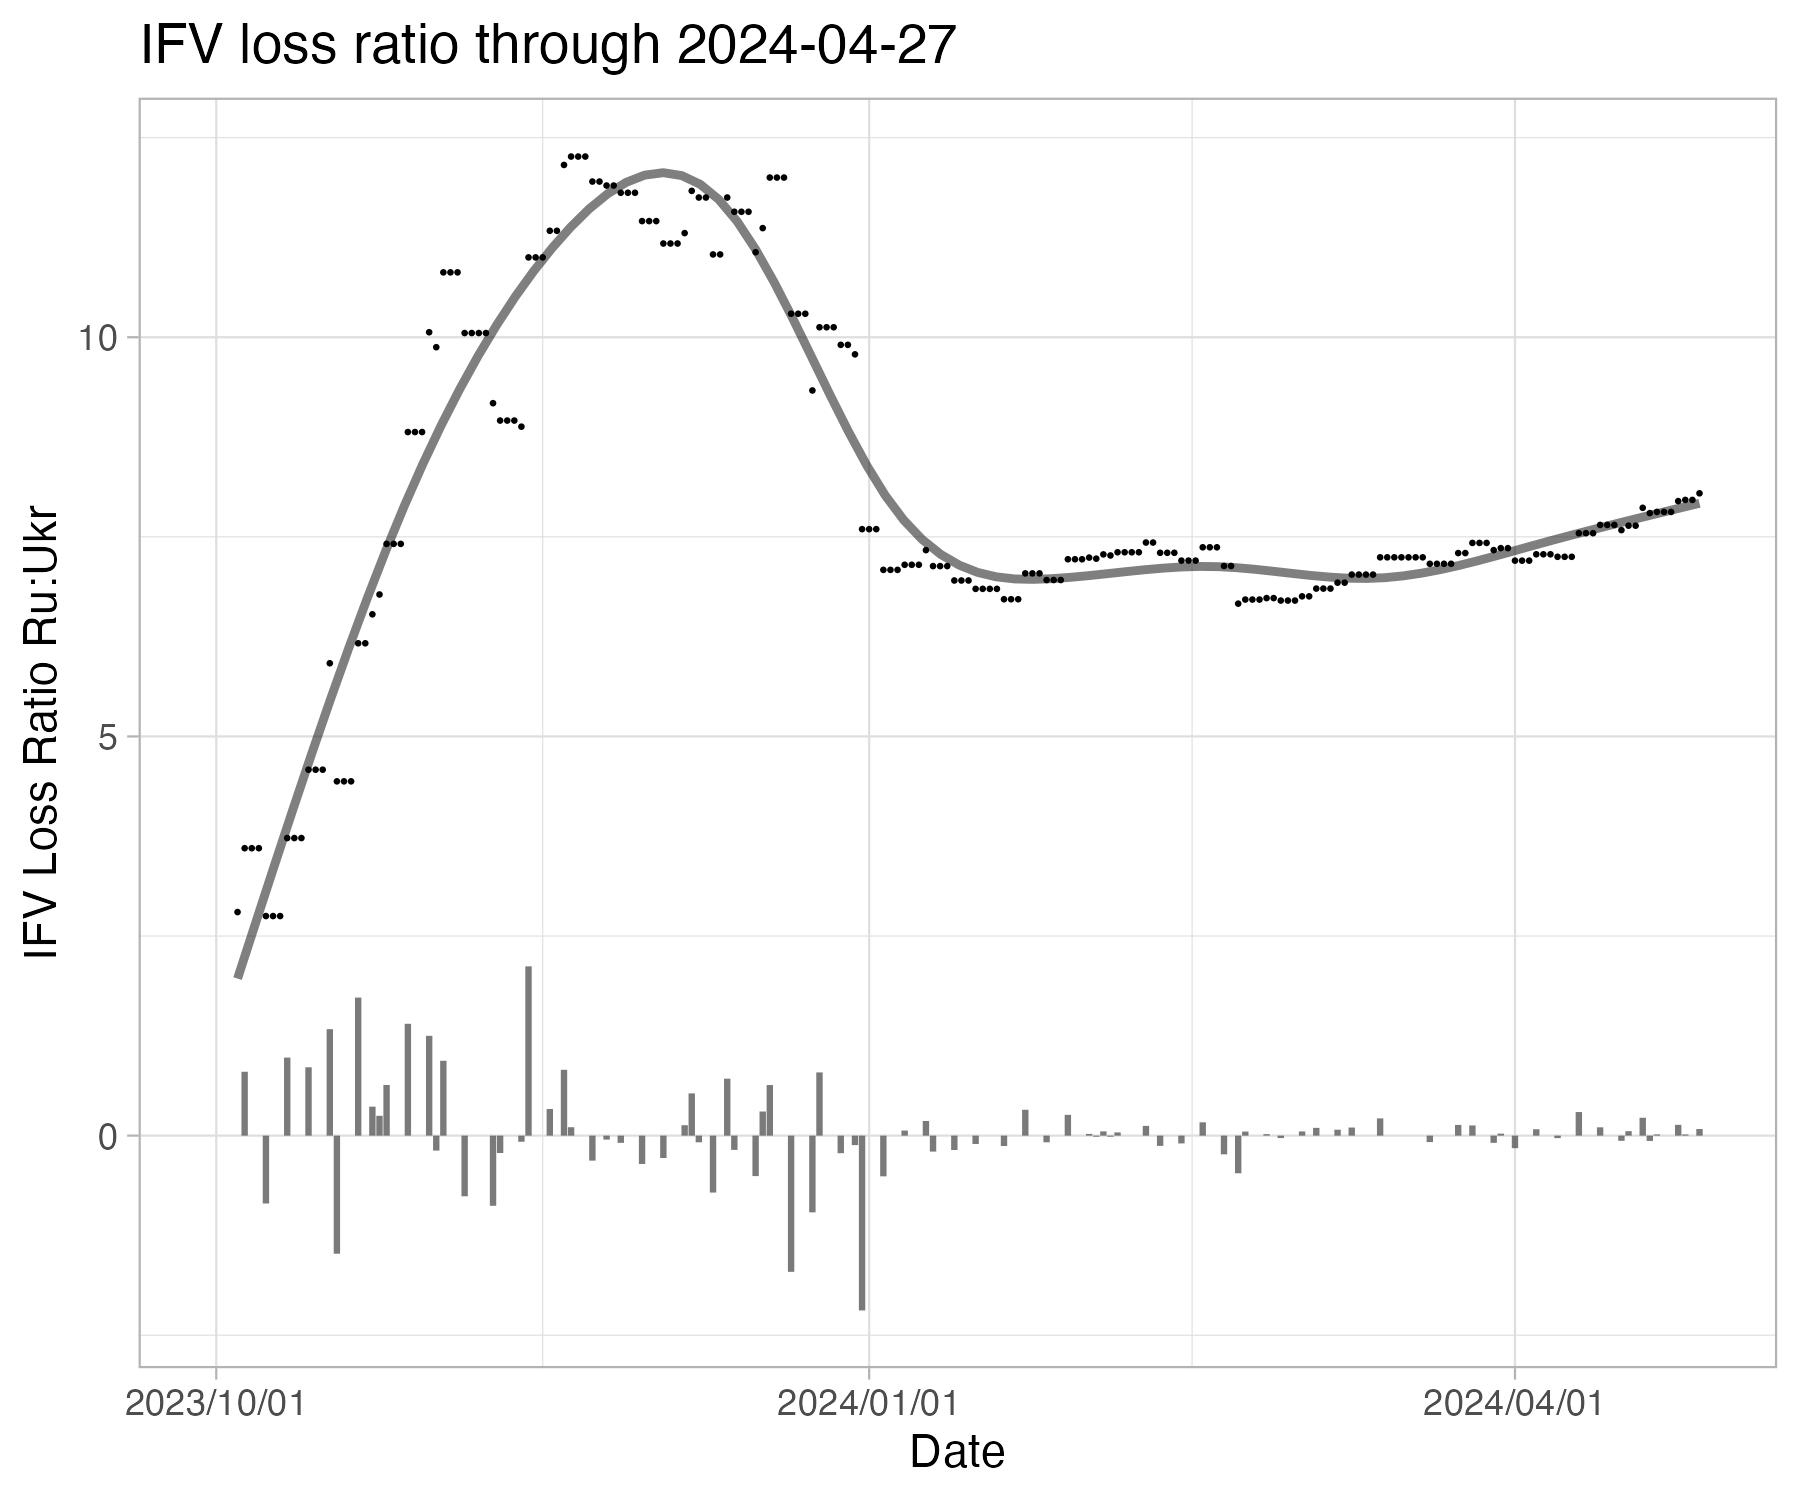 IFV loss ratio through 2024-04-27
IFV Loss Ratio Ru:Ukr
10
5
0
2023/10/01
2024/01/01
2024/04/01
Date